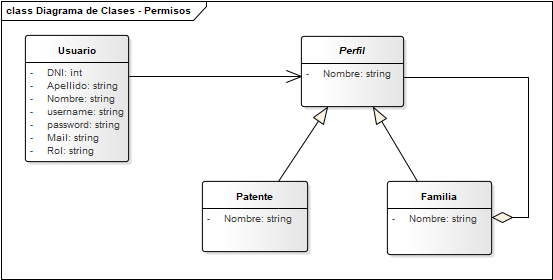 class Diagrama de Clases - Permisos
Usuario
- DNI: int
- Apellido: string
- Nombre: string
- username: string
- password: string
- Mail: string
- Rol: string
Perfil
- Nombre: string
Patente
- Nombre: string
Familia
- Nombre: string